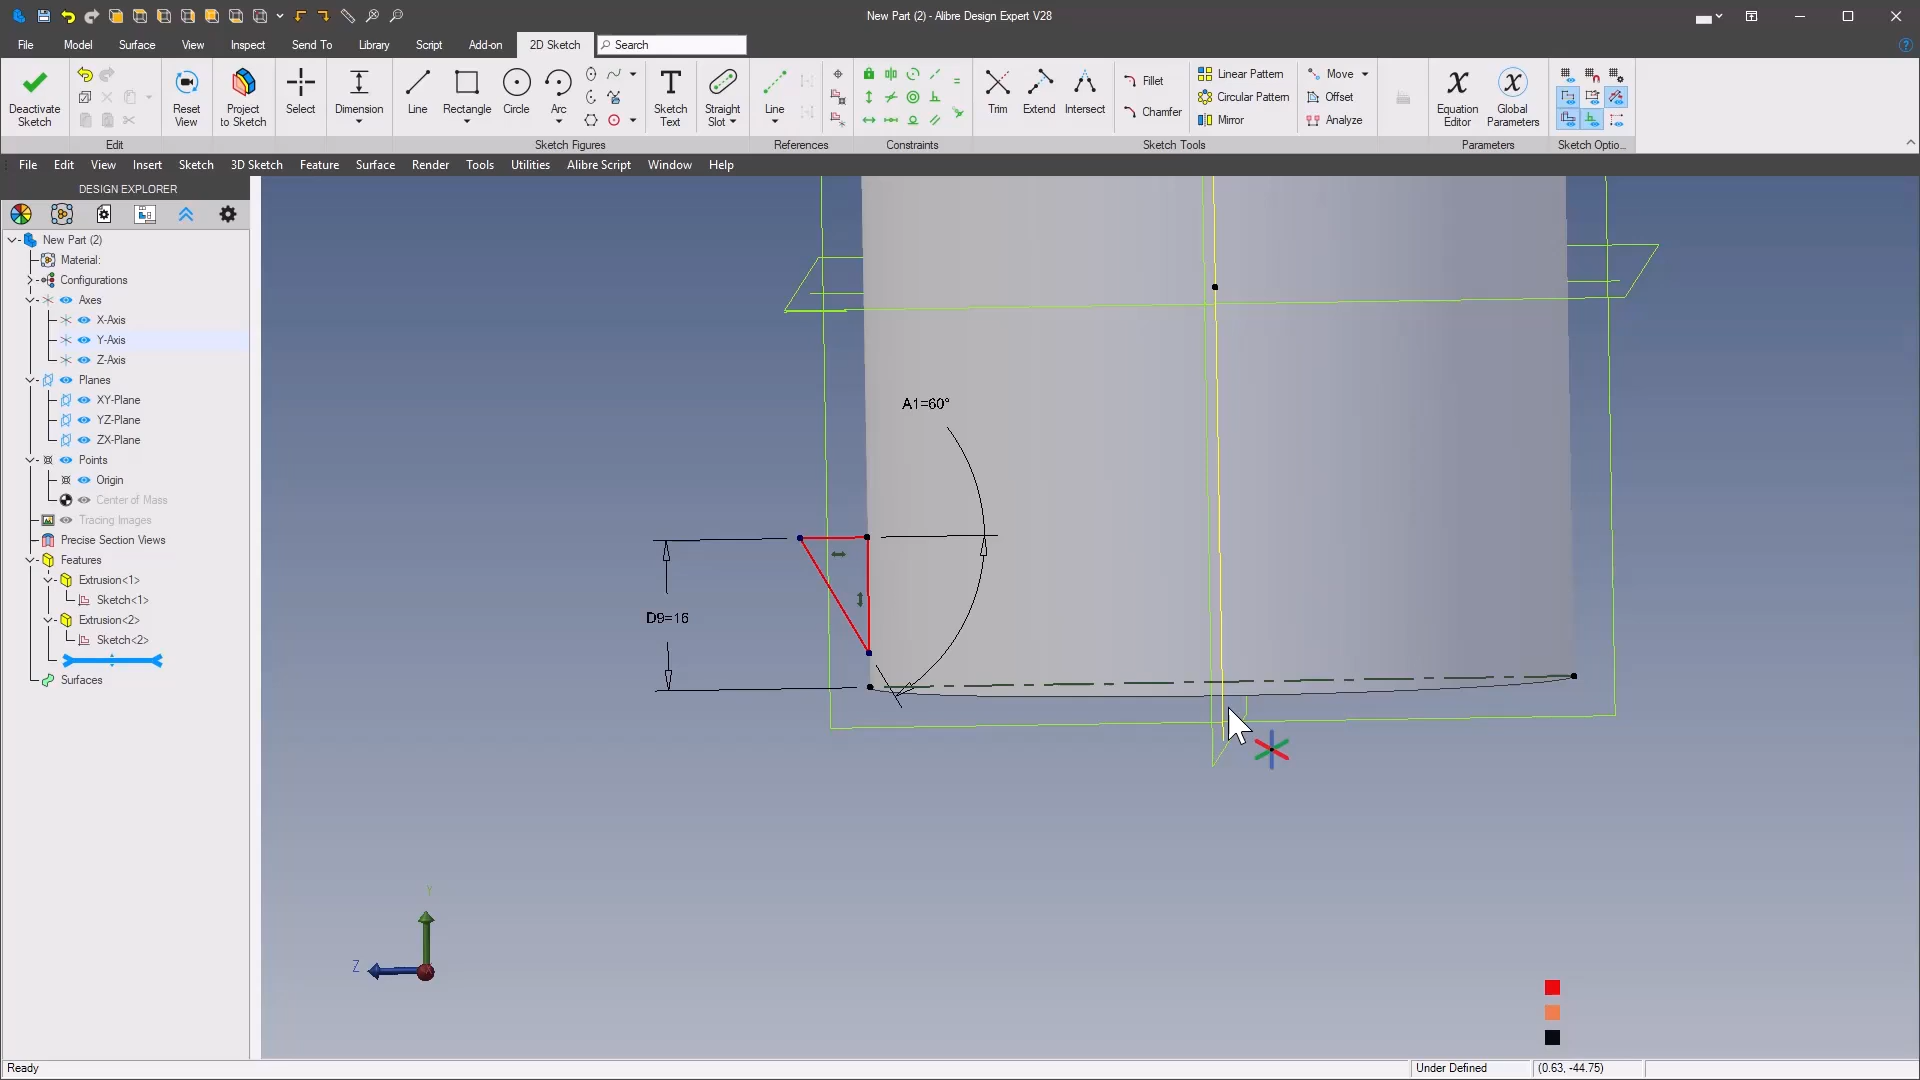 New Part (2) - Alibre Design Expert V28
File
Model
Surface
View
Inspect
Send To
Library
Script
Add-on
2D Sketch
Search
Deactivate
Sketch
Reset
View
Project
to Sketch
Select
Dimension
Line
Rectangle
Circle
Arc
Sketch
Text
Straight
Slot
Line
Trim
Extend
Intersect
Fillet
Chamfer
Linear Pattern
Circular Pattern
Mirror
Move
Offset
Analyze
Equation
Editor
Global
Parameters
Edit
Sketch Figures
References
Constraints
Sketch Tools
Parameters
Sketch Optio...
File
Edit
View
Insert
Sketch
3D Sketch
Feature
Surface
Render
Tools
Utilities
Alibre Script
Window
Help
DESIGN EXPLORER
New Part (2)
Material:
Configurations
Axes
X-Axis
Y-Axis
Z-Axis
Planes
XY-Plane
YZ-Plane
ZX-Plane
Points
Origin
Center of Mass
Tracing Images
Precise Section Views
Features
Extrusion<1>
Sketch<1>
Extrusion<2>
Sketch<2>
Surfaces
A1=60°
D9=16
Y
Z
Ready
Under Defined
(0.63, -44.75)